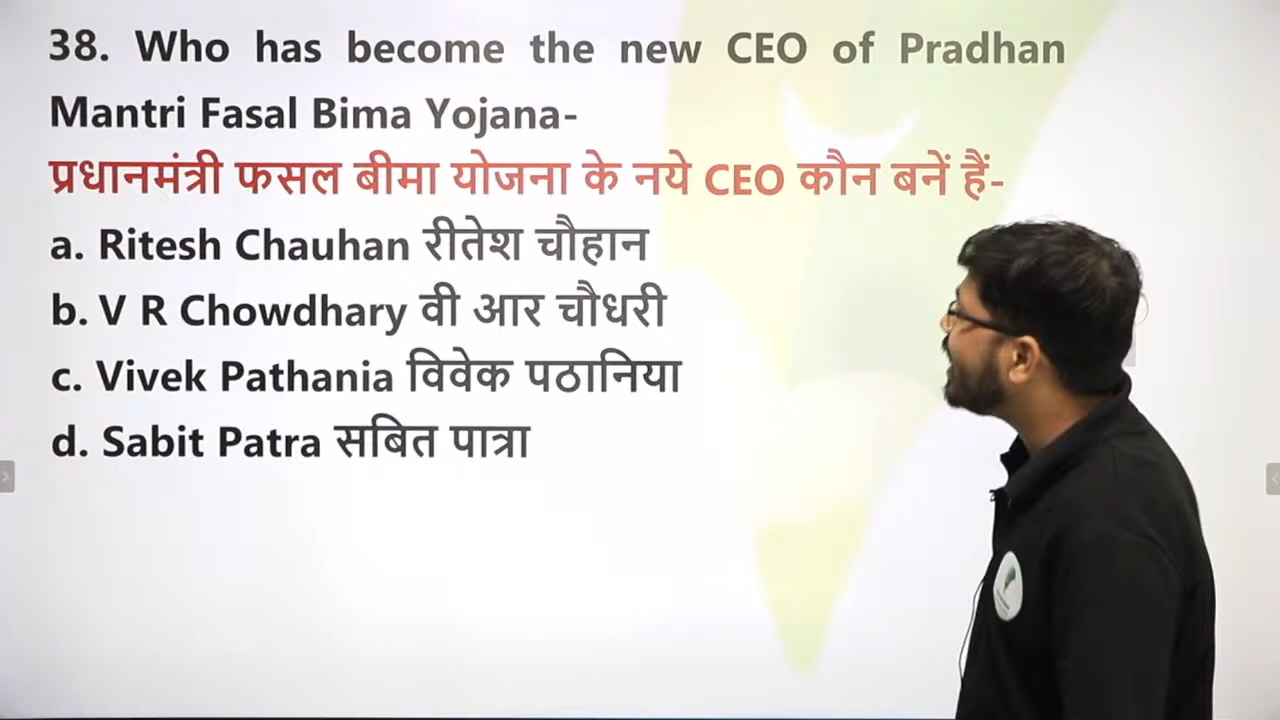 38. Who has become the new CEO of Pradhan
Mantri Fasal Bima Yojana-
प्रधानमंत्री फसल बीमा योजना के नये CEO कौन बनें हैं-
a. Ritesh Chauhan रीतेश चौहान
b. V R Chowdhary वी आर चौधरी
c. Vivek Pathania विवेक पठानिया
d. Sabit Patra सबित पात्रा